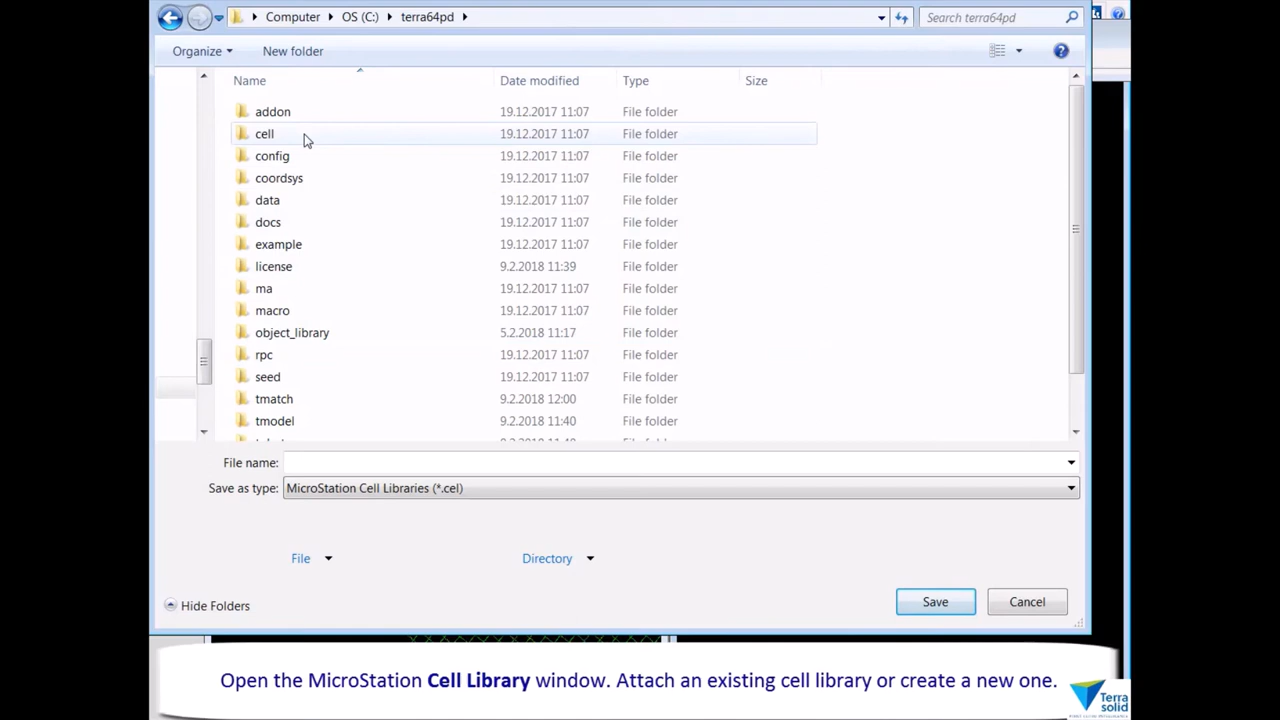 Computer OS (C:) terra64pd Search terra64pd
Organize New folder
Name Date modified Type Size
addon 19.12.2017 11:07 File folder
cell 19.12.2017 11:07 File folder
config 19.12.2017 11:07 File folder
coordsys 19.12.2017 11:07 File folder
data 19.12.2017 11:07 File folder
docs 19.12.2017 11:07 File folder
example 19.12.2017 11:07 File folder
license 9.2.2018 11:39 File folder
ma 19.12.2017 11:07 File folder
macro 19.12.2017 11:07 File folder
object_library 5.2.2018 11:17 File folder
rpc 19.12.2017 11:07 File folder
seed 19.12.2017 11:07 File folder
tmatch 9.2.2018 12:00 File folder
tmodel 9.2.2018 11:40 File folder
File name:
Save as type: MicroStation Cell Libraries (*.cel)
File Directory
Hide Folders Save Cancel
Open the MicroStation Cell Library window. Attach an existing cell library or create a new one.
Terra
solid